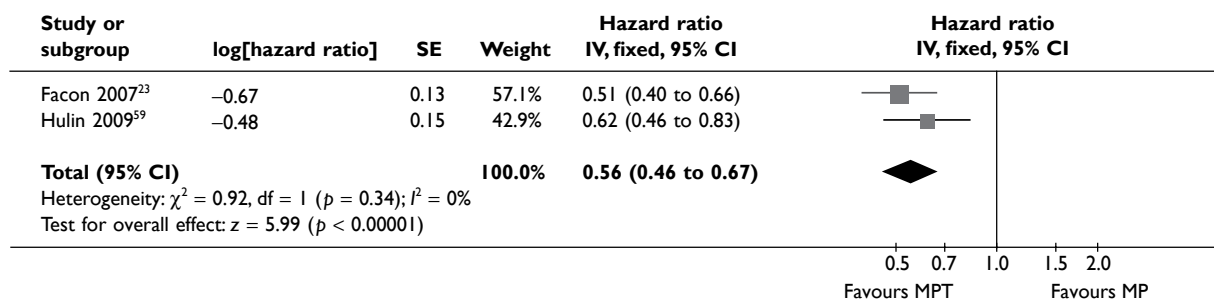 Study or subgroup log[hazard ratio] SE Weight Hazard ratio IV, fixed, 95% CI Hazard ratio IV, fixed, 95% CI
Facon 2007²³ –0.67 0.13 57.1% 0.51 (0.40 to 0.66)
Hulin 2009⁵⁹ –0.48 0.15 42.9% 0.62 (0.46 to 0.83)
Total (95% CI) 100.0% 0.56 (0.46 to 0.67)
Heterogeneity: χ² = 0.92, df = 1 (p = 0.34); I² = 0%
Test for overall effect: z = 5.99 (p < 0.00001)
0.5 0.7 1.0 1.5 2.0
Favours MPT Favours MP